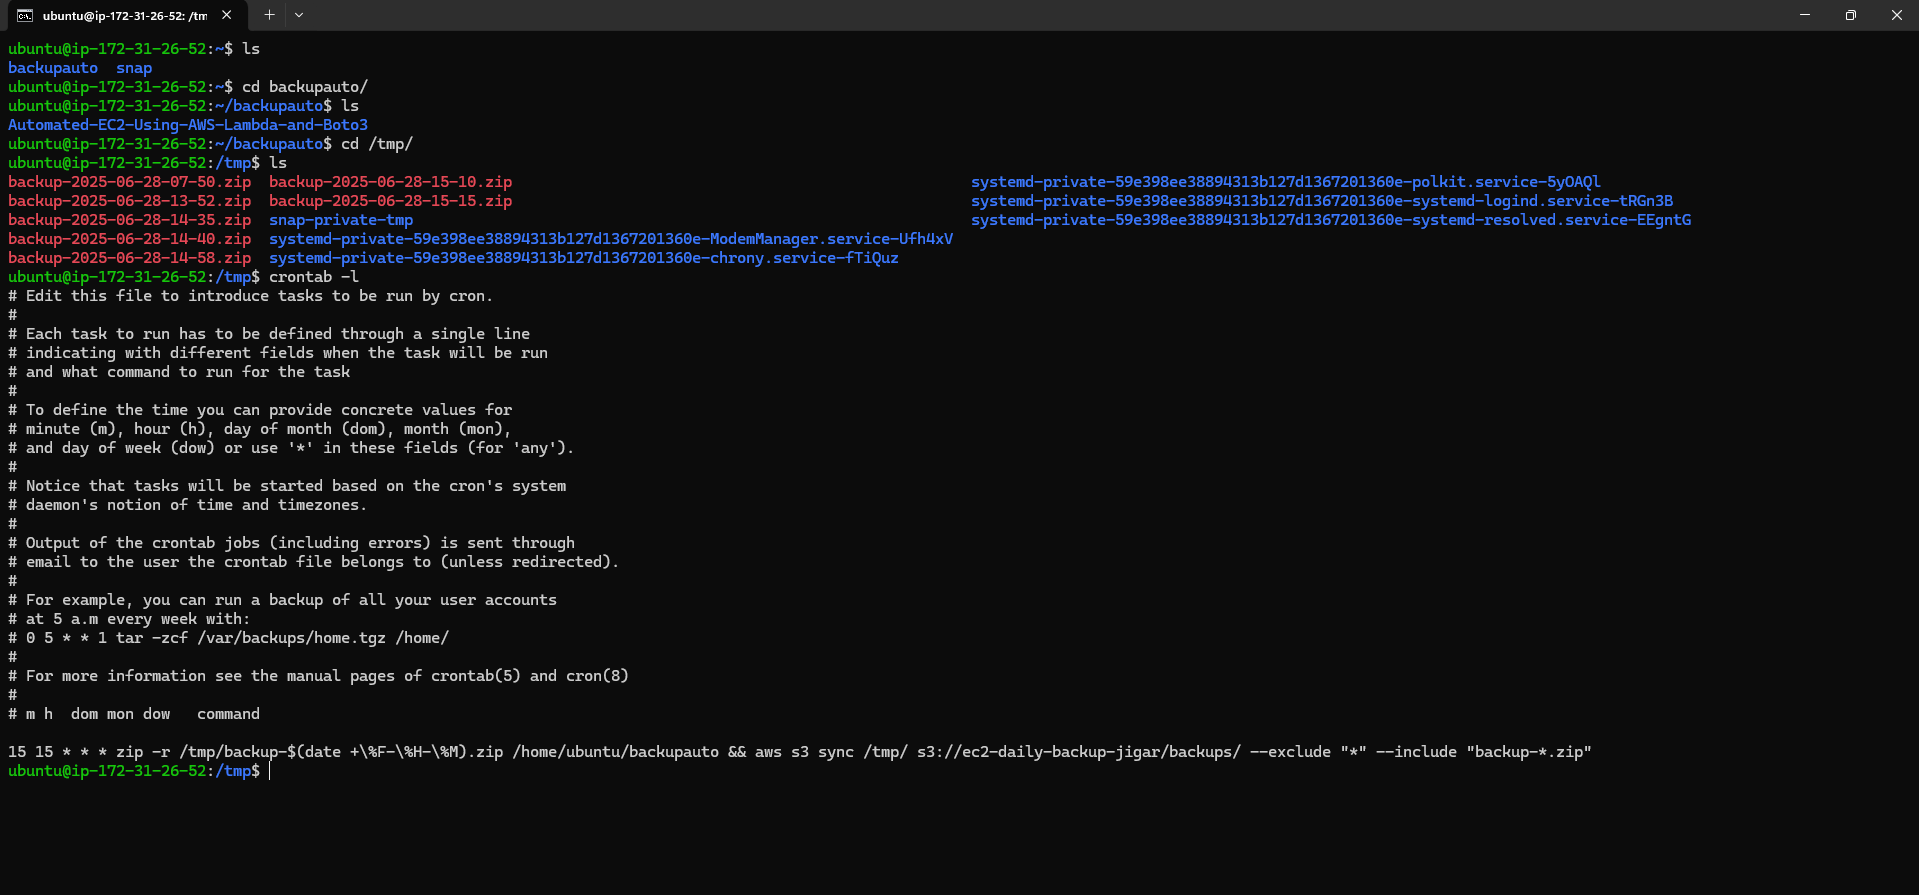 ubuntu@ip-172-31-26-52: /tm
ubuntu@ip-172-31-26-52:~$ ls
backupauto  snap
ubuntu@ip-172-31-26-52:~$ cd backupauto/
ubuntu@ip-172-31-26-52:~/backupauto$ ls
Automated-EC2-Using-AWS-Lambda-and-Boto3
ubuntu@ip-172-31-26-52:~/backupauto$ cd /tmp/
ubuntu@ip-172-31-26-52:/tmp$ ls
backup-2025-06-28-07-50.zip  backup-2025-06-28-15-10.zip  systemd-private-59e398ee38894313b127d1367201360e-polkit.service-5yOAQl
backup-2025-06-28-13-52.zip  backup-2025-06-28-15-15.zip  systemd-private-59e398ee38894313b127d1367201360e-systemd-logind.service-tRGn3B
backup-2025-06-28-14-35.zip  snap-private-tmp  systemd-private-59e398ee38894313b127d1367201360e-systemd-resolved.service-EEgntG
backup-2025-06-28-14-40.zip  systemd-private-59e398ee38894313b127d1367201360e-ModemManager.service-Ufh4xV
backup-2025-06-28-14-58.zip  systemd-private-59e398ee38894313b127d1367201360e-chrony.service-fTiQuz
ubuntu@ip-172-31-26-52:/tmp$ crontab -l
# Edit this file to introduce tasks to be run by cron.
#
# Each task to run has to be defined through a single line
# indicating with different fields when the task will be run
# and what command to run for the task
#
# To define the time you can provide concrete values for
# minute (m), hour (h), day of month (dom), month (mon),
# and day of week (dow) or use '*' in these fields (for 'any').
#
# Notice that tasks will be started based on the cron's system
# daemon's notion of time and timezones.
#
# Output of the crontab jobs (including errors) is sent through
# email to the user the crontab file belongs to (unless redirected).
#
# For example, you can run a backup of all your user accounts
# at 5 a.m every week with:
# 0 5 * * 1 tar -zcf /var/backups/home.tgz /home/
#
# For more information see the manual pages of crontab(5) and cron(8)
#
# m h  dom mon dow   command
15 15 * * * zip -r /tmp/backup-$(date +\%F-\%H-\%M).zip /home/ubuntu/backupauto && aws s3 sync /tmp/ s3://ec2-daily-backup-jigar/backups/ --exclude "*" --include "backup-*.zip"
ubuntu@ip-172-31-26-52:/tmp$